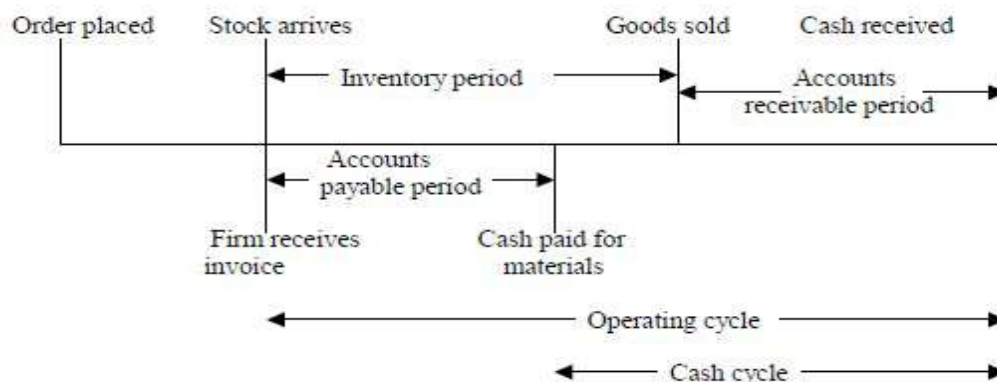 Order placed
Stock arrives
Goods sold
Cash received
Inventory period
Accounts
receivable period
Accounts
payable period
Firm receives
invoice
Cash paid for
materials
Operating cycle
Cash cycle